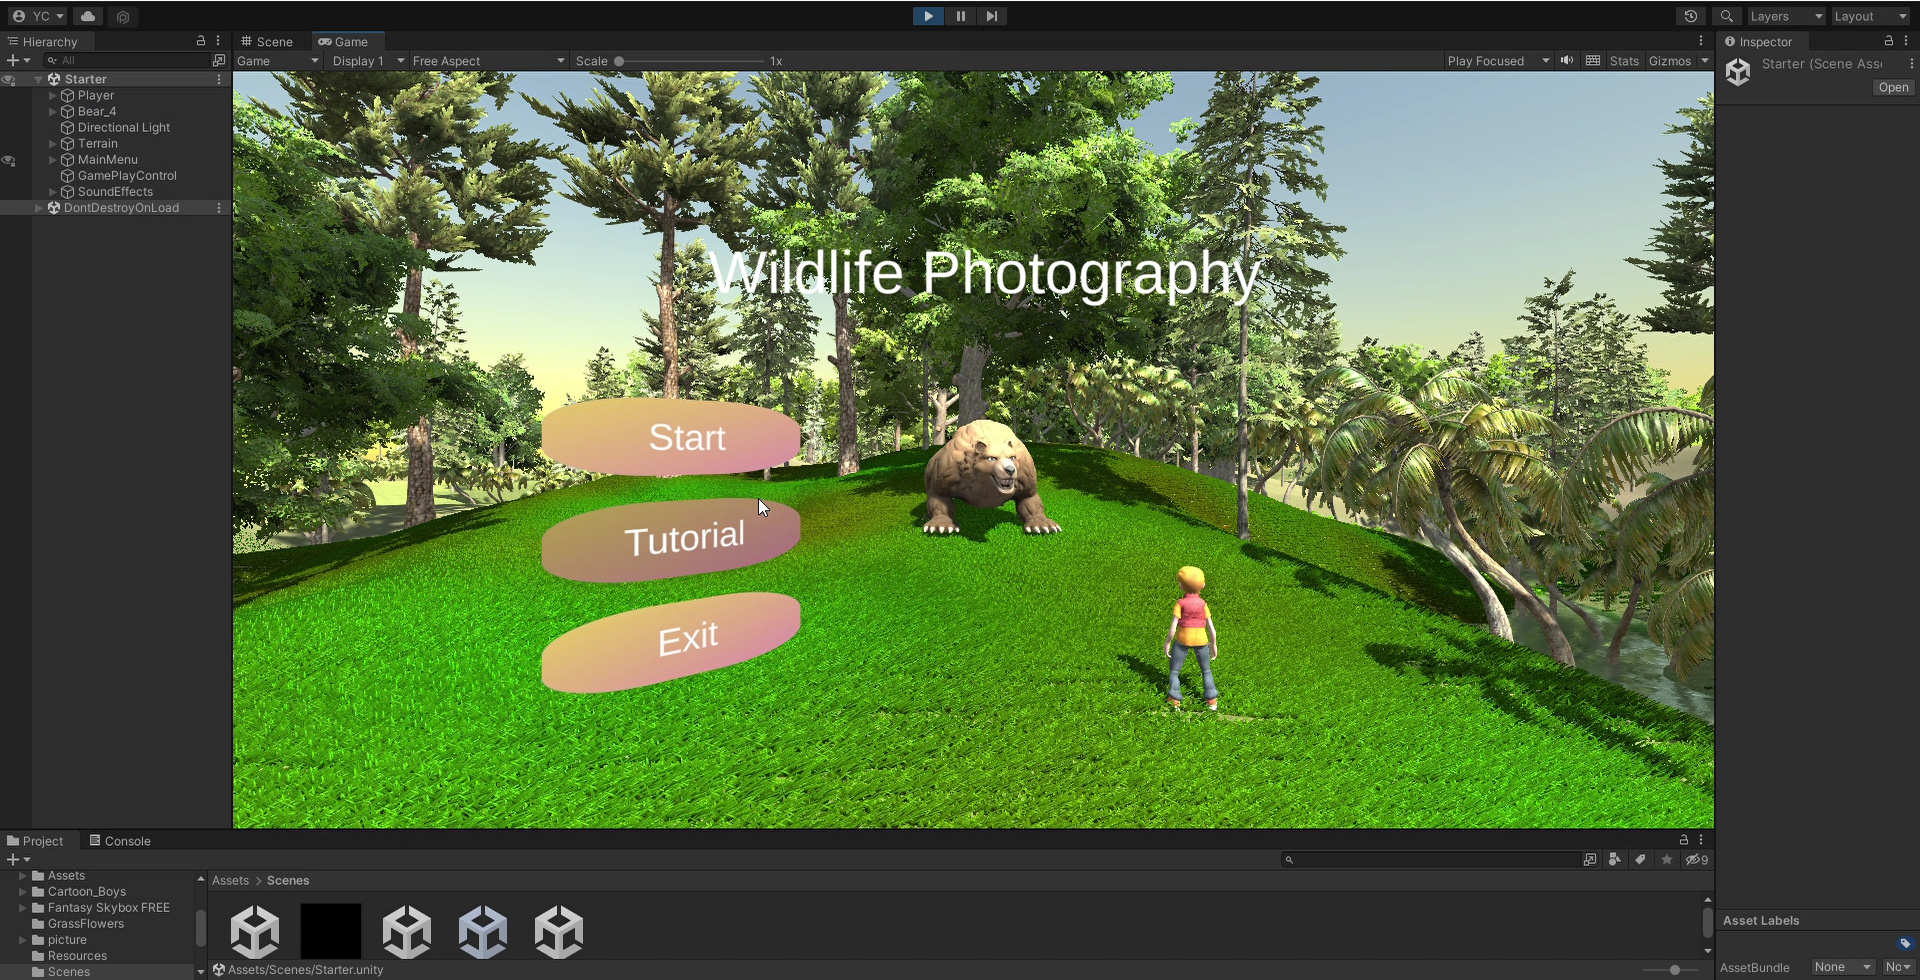 YC
Layers
Layout
Hierarchy
Scene
Game
Inspector
All
Game
Display 1
Free Aspect
Scale
1x
Play Focused
Stats
Gizmos
Starter (Scene Ass
Open
Starter
Player
Bear_4
Directional Light
Terrain
MainMenu
GamePlayControl
SoundEffects
DontDestroyOnLoad
Wildlife Photography
Start
Tutorial
Exit
Project
Console
9
Assets
Cartoon_Boys
Fantasy Skybox FREE
GrassFlowers
picture
Resources
Scenes
Assets > Scenes
Assets/Scenes/Starter.unity
Asset Labels
AssetBundle
None
No